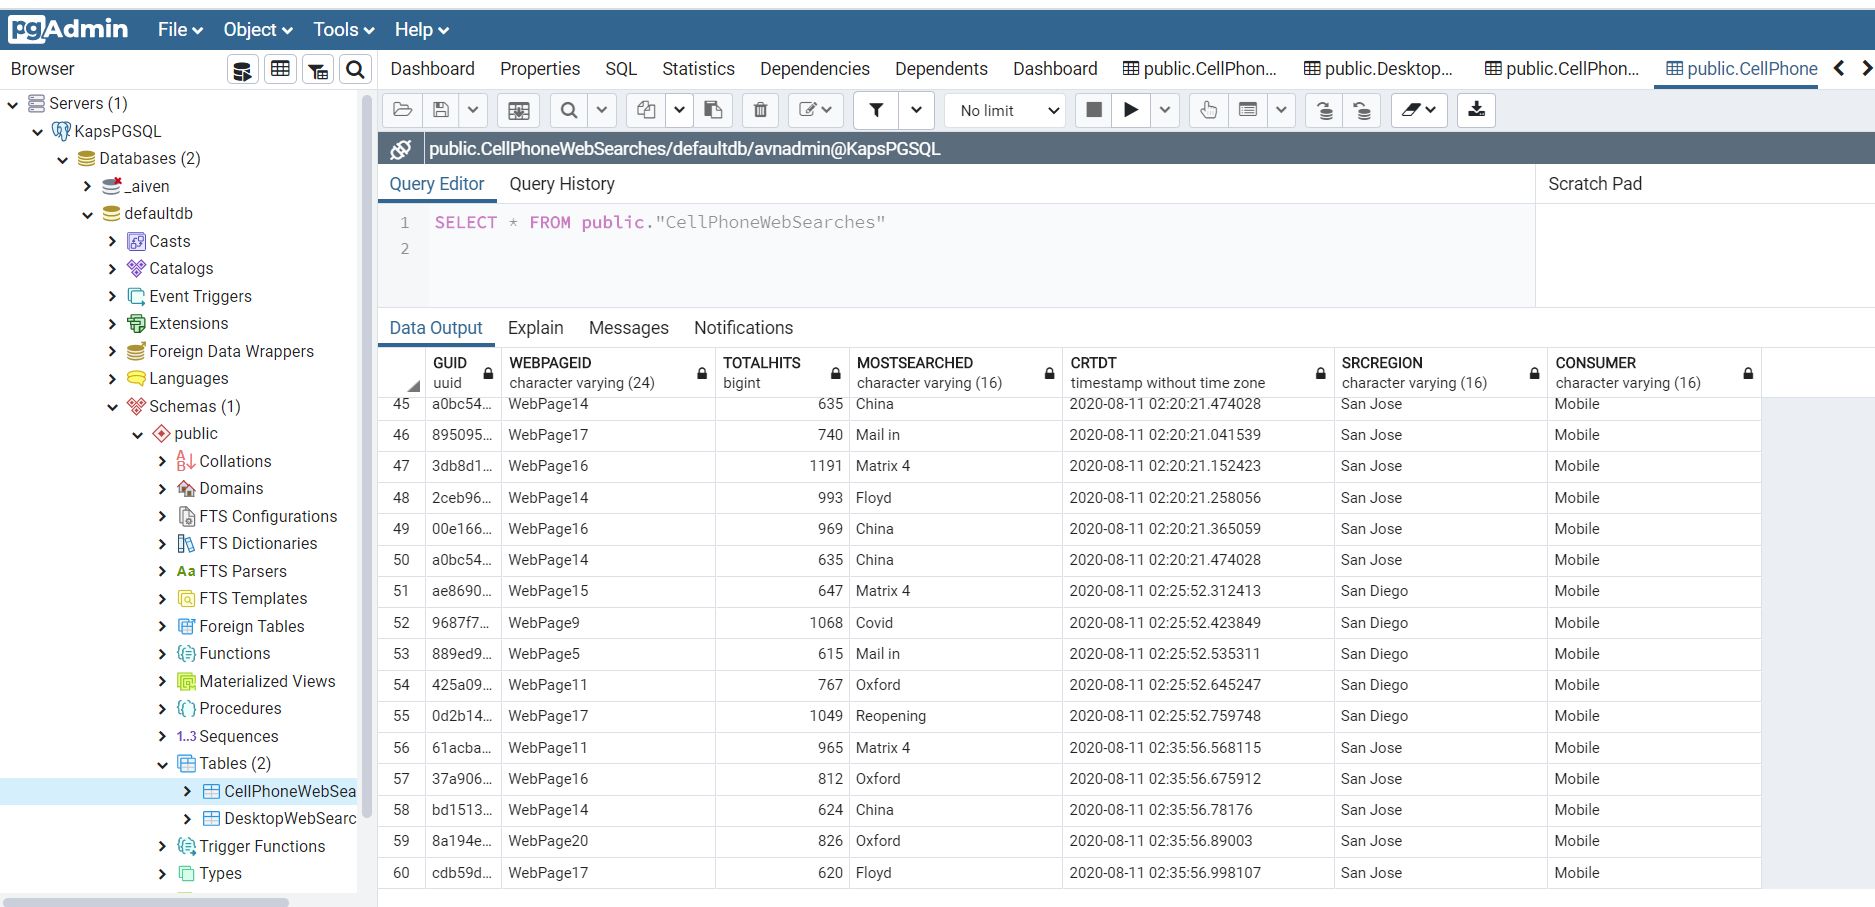 pgAdmin File Object Tools Help
Browser
Dashboard Properties SQL Statistics Dependencies Dependents Dashboard public.CellPhon... public.Desktop... public.CellPhon... public.CellPhone
No limit
public.CellPhoneWebSearches/defaultdb/avnadmin@KapsPGSQL
Query Editor Query History
Scratch Pad
1 SELECT * FROM public."CellPhoneWebSearches"
2
Servers (1)
KapsPGSQL
Databases (2)
_aiven
defaultdb
Casts
Catalogs
Event Triggers
Extensions
Foreign Data Wrappers
Languages
Schemas (1)
public
Collations
Domains
FTS Configurations
FTS Dictionaries
Aa FTS Parsers
FTS Templates
Foreign Tables
Functions
Materialized Views
Procedures
1..3 Sequences
Tables (2)
CellPhoneWebSea
DesktopWebSearc
Trigger Functions
Types
Data Output Explain Messages Notifications
GUID WEBPAGEID TOTALHITS MOSTSEARCHED CRTDT SRCREGION CONSUMER
uuid character varying (24) bigint character varying (16) timestamp without time zone character varying (16) character varying (16)
45 a0bc54... WebPage14 635 China 2020-08-11 02:20:21.474028 San Jose Mobile
46 895095... WebPage17 740 Mail in 2020-08-11 02:20:21.041539 San Jose Mobile
47 3db8d1... WebPage16 1191 Matrix 4 2020-08-11 02:20:21.152423 San Jose Mobile
48 2ceb96... WebPage14 993 Floyd 2020-08-11 02:20:21.258056 San Jose Mobile
49 00e166... WebPage16 969 China 2020-08-11 02:20:21.365059 San Jose Mobile
50 a0bc54... WebPage14 635 China 2020-08-11 02:20:21.474028 San Jose Mobile
51 ae8690... WebPage15 647 Matrix 4 2020-08-11 02:25:52.312413 San Diego Mobile
52 9687f7... WebPage9 1068 Covid 2020-08-11 02:25:52.423849 San Diego Mobile
53 889ed9... WebPage5 615 Mail in 2020-08-11 02:25:52.535311 San Diego Mobile
54 425a09... WebPage11 767 Oxford 2020-08-11 02:25:52.645247 San Diego Mobile
55 0d2b14... WebPage17 1049 Reopening 2020-08-11 02:25:52.759748 San Diego Mobile
56 61acba... WebPage11 965 Matrix 4 2020-08-11 02:35:56.568115 San Jose Mobile
57 37a906... WebPage16 812 Oxford 2020-08-11 02:35:56.675912 San Jose Mobile
58 bd1513... WebPage14 624 China 2020-08-11 02:35:56.78176 San Jose Mobile
59 8a194e... WebPage20 826 Oxford 2020-08-11 02:35:56.89003 San Jose Mobile
60 cdb59d... WebPage17 620 Floyd 2020-08-11 02:35:56.998107 San Jose Mobile